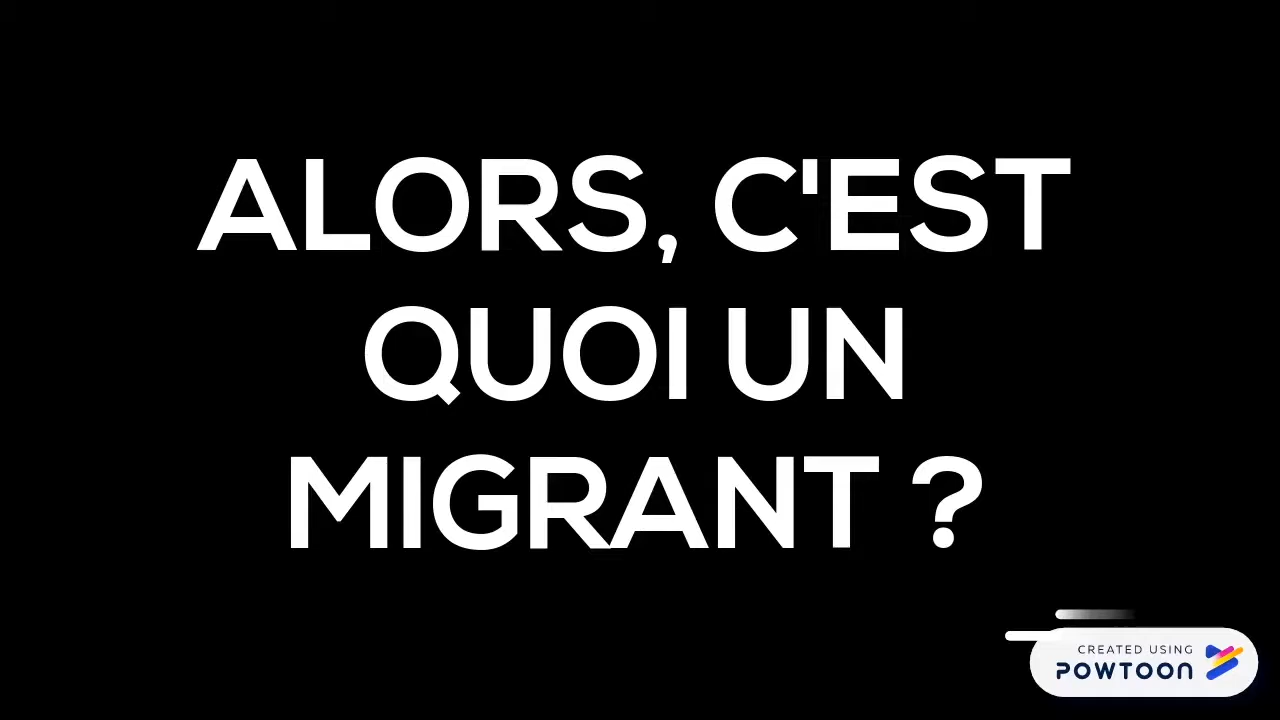 ALORS, C'EST
QUOI UN
MIGRANT ?
CREATED USING
POWTOON